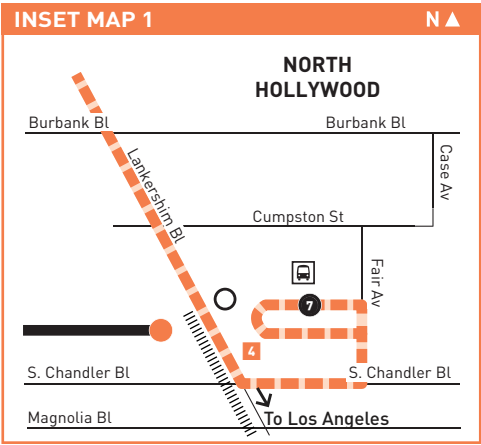 INSET MAP 1
N
NORTH
HOLLYWOOD
Burbank Bl
Burbank Bl
Case Av
Lankershim Bl
Cumpston St
Fair Av
7
4
S. Chandler Bl
S. Chandler Bl
Magnolia Bl
To Los Angeles